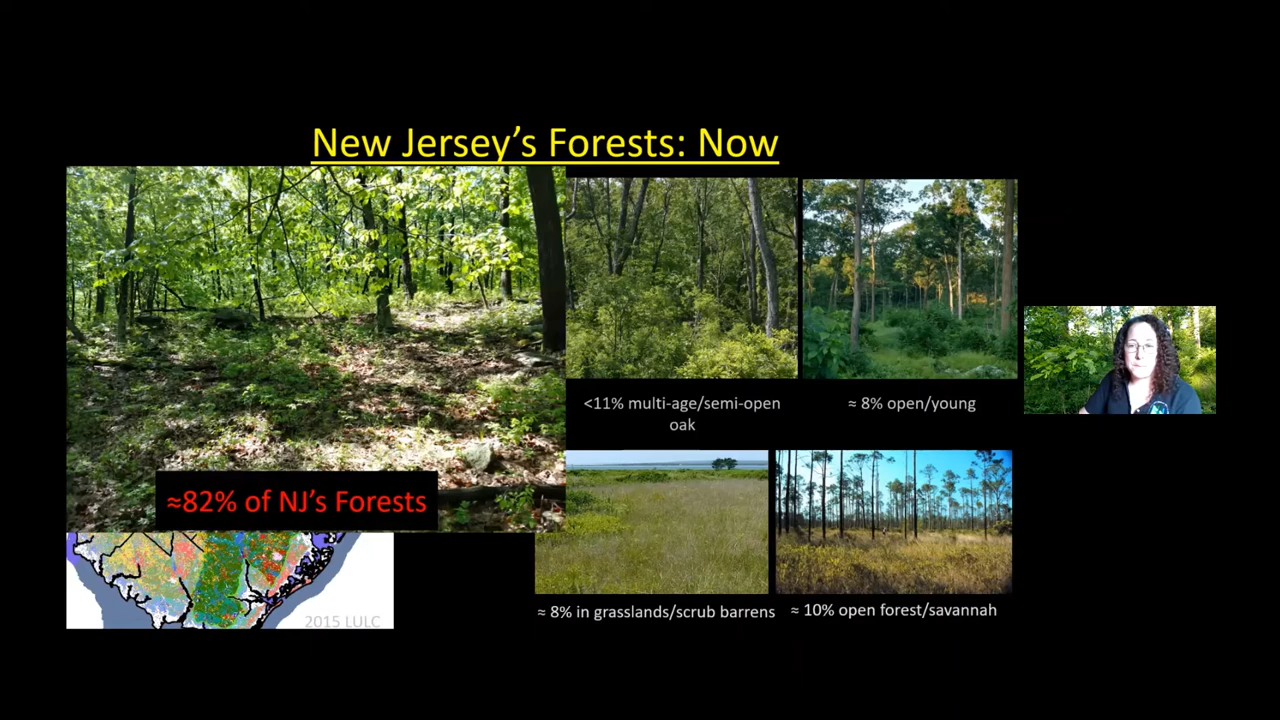 New Jersey's Forests: Now
<11% multi-age/semi-open
oak
≈ 8% open/young
≈82% of NJ's Forests
≈ 8% in grasslands/scrub barrens
≈ 10% open forest/savannah
2015 LULC